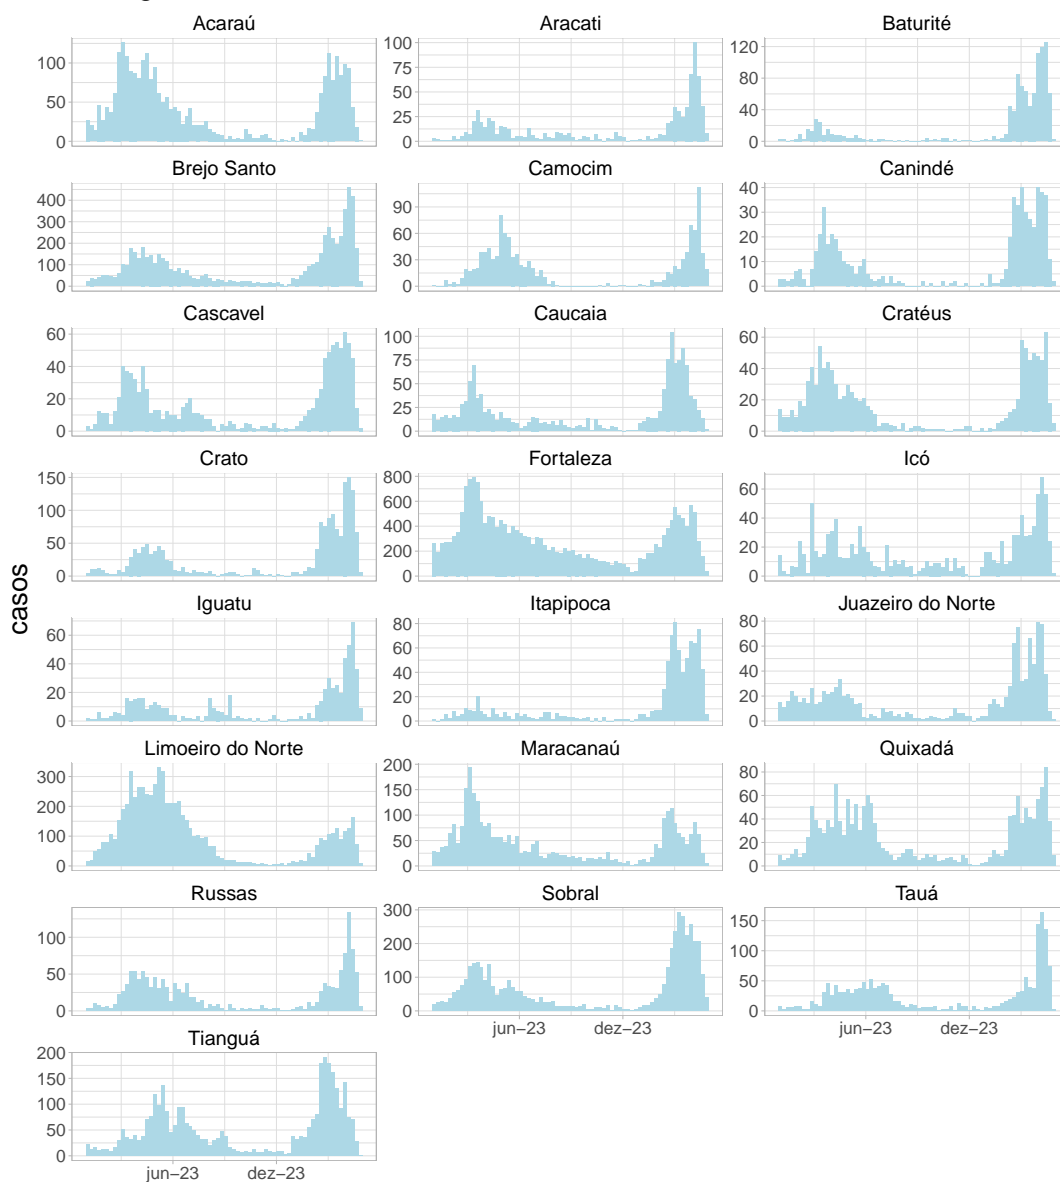 Acaraú Aracati Baturité
100 50 0
100 75 50 25 0
120 80 40 0
Brejo Santo Camocim Canindé
400 300 200 100 0
90 60 30 0
40 30 20 10 0
Cascavel Caucaia Cratéus
60 40 20 0
100 75 50 25 0
60 40 20 0
Crato Fortaleza Icó
150 100 50 0
800 600 400 200 0
60 40 20 0
casos
Iguatu Itapipoca Juazeiro do Norte
60 40 20 0
80 60 40 20 0
80 60 40 20 0
Limoeiro do Norte Maracanaú Quixadá
300 200 100 0
200 150 100 50 0
80 60 40 20 0
Russas Sobral Tauá
100 50 0
300 200 100 0
150 100 50 0
jun–23 dez–23 jun–23 dez–23
Tianguá
200 150 100 50 0
jun–23 dez–23